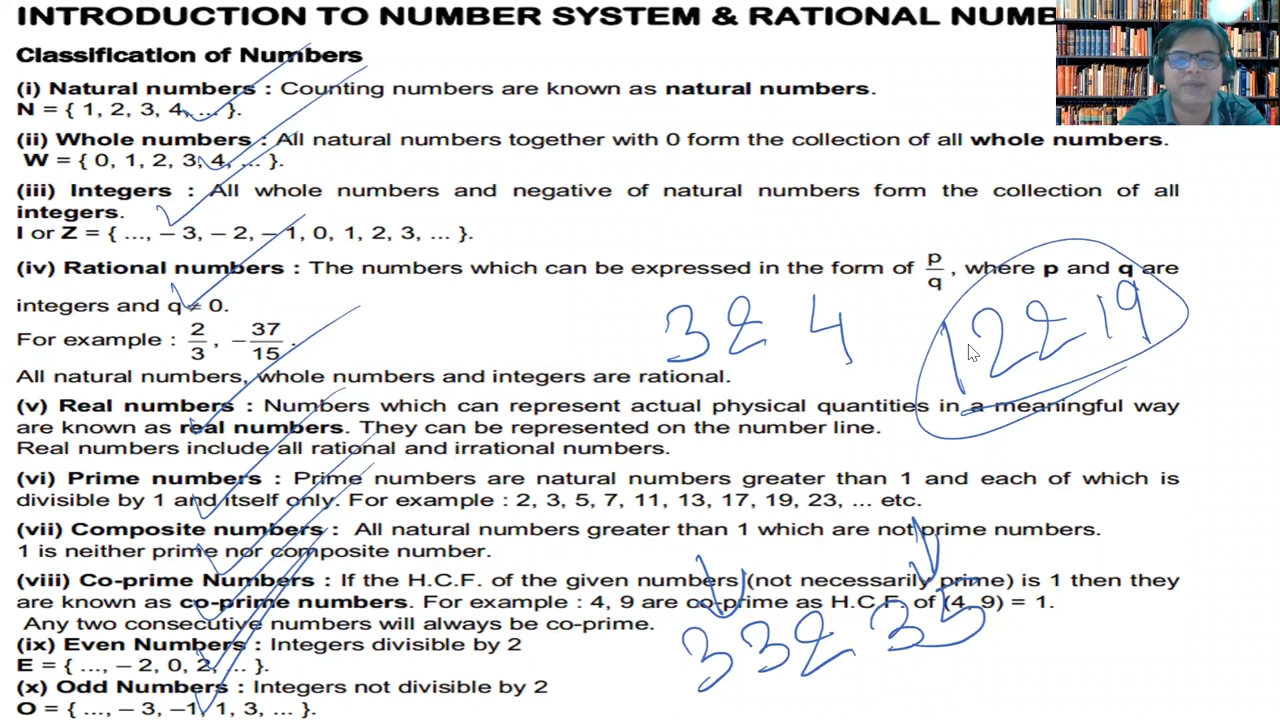 INTRODUCTION TO NUMBER SYSTEM & RATIONAL NUMB
Classification of Numbers
(i) Natural numbers : Counting numbers are known as natural numbers.
N = { 1, 2, 3, 4, ... }.
(ii) Whole numbers : All natural numbers together with 0 form the collection of all whole numbers.
W = { 0, 1, 2, 3, 4, ... }.
(iii) Integers : All whole numbers and negative of natural numbers form the collection of all
integers.
I or Z = { ..., – 3, – 2, – 1, 0, 1, 2, 3, ... }.
(iv) Rational numbers : The numbers which can be expressed in the form of p/q, where p and q are
integers and q ≠ 0.
For example : 2/3, –37/15.
3 & 4
12 & 19
All natural numbers, whole numbers and integers are rational.
(v) Real numbers : Numbers which can represent actual physical quantities in a meaningful way
are known as real numbers. They can be represented on the number line.
Real numbers include all rational and irrational numbers.
(vi) Prime numbers : Prime numbers are natural numbers greater than 1 and each of which is
divisible by 1 and itself only. For example : 2, 3, 5, 7, 11, 13, 17, 19, 23, ... etc.
(vii) Composite numbers : All natural numbers greater than 1 which are not prime numbers.
1 is neither prime nor composite number.
(viii) Co-prime Numbers : If the H.C.F. of the given numbers (not necessarily prime) is 1 then they
are known as co-prime numbers. For example : 4, 9 are co-prime as H.C.F. of (4, 9) = 1.
Any two consecutive numbers will always be co-prime.
33 & 35
(ix) Even Numbers : Integers divisible by 2
E = { ..., – 2, 0, 2, ... }.
(x) Odd Numbers : Integers not divisible by 2
O = { ..., – 3, –1, 1, 3, ... }.